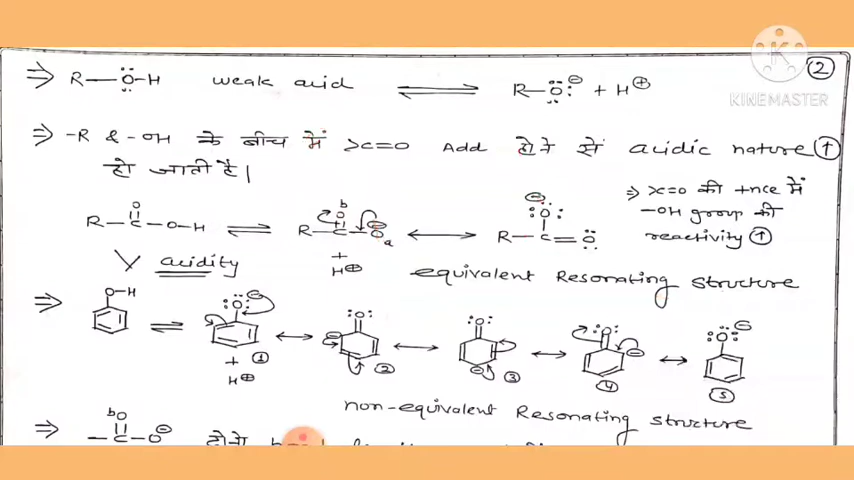 KINEMASTER
②
⇒ R—Ö—H weak acid ⇌ R—Ö:⊖ + H⊕
⇒ -R & -OH के बीच में >C=O Add होने से acidic nature ↑
हो जाती है।
⇒ >C=O की +nce में
-OH group की
reactivity ↑
R—C—O—H ⇌ R—C—O a ⟷ R—C=Ö
O
b
O
⊖
:Ö:
+
H⊕
> acidity
equivalent Resonating structure
⇒ O—H ⇌ :Ö:⊖ ⟷ :O: ⟷ :O: ⟷ :O: ⟷ :Ö:⊖
+ ① ② ③ ④ ⑤
H⊕
non-equivalent Resonating structure
⇒ bO
—C—O⊖ होने